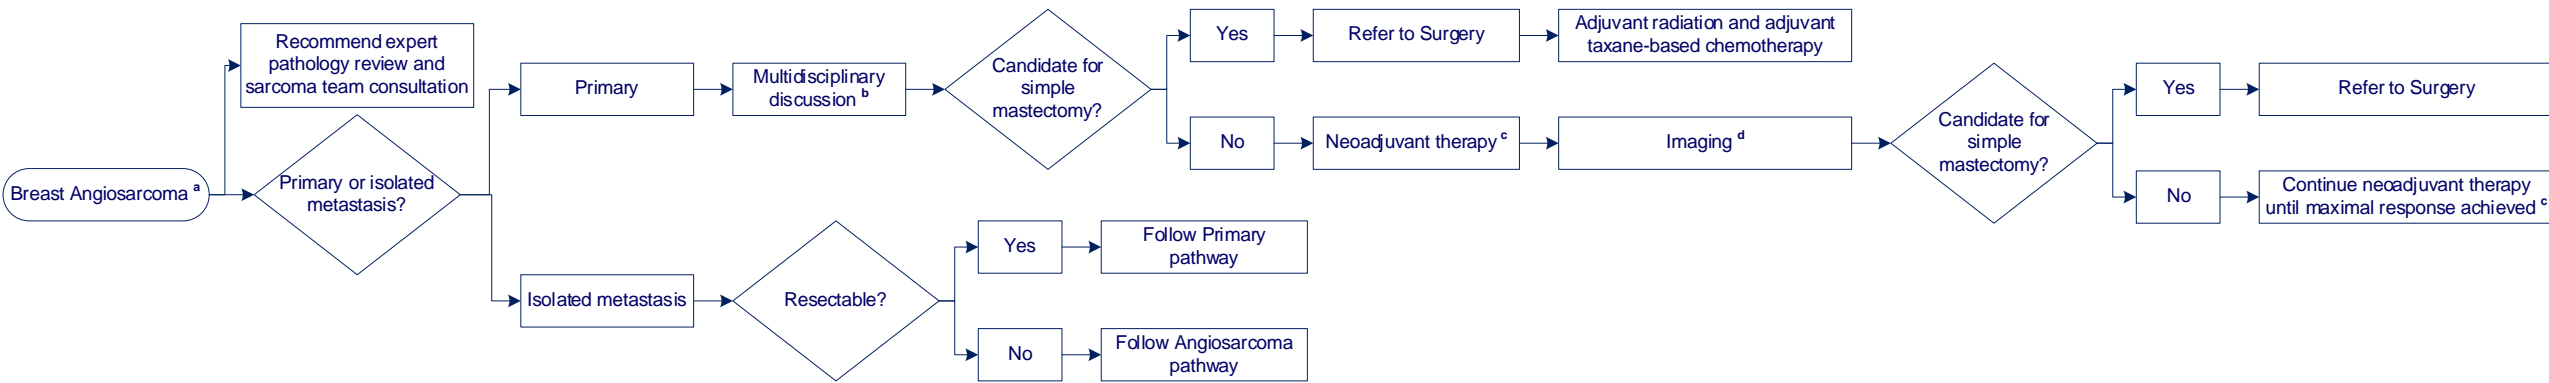 Breast Angiosarcoma a
Recommend expert
pathology review and
sarcoma team consultation
Primary or isolated
metastasis?
Primary
Multidisciplinary
discussion b
Candidate for
simple
mastectomy?
Yes
Refer to Surgery
Adjuvant radiation and adjuvant
taxane-based chemotherapy
No
Neoadjuvant therapy c
Imaging d
Candidate for
simple
mastectomy?
Yes
Refer to Surgery
No
Continue neoadjuvant therapy
until maximal response achieved c
Isolated metastasis
Resectable?
Yes
Follow Primary
pathway
No
Follow Angiosarcoma
pathway